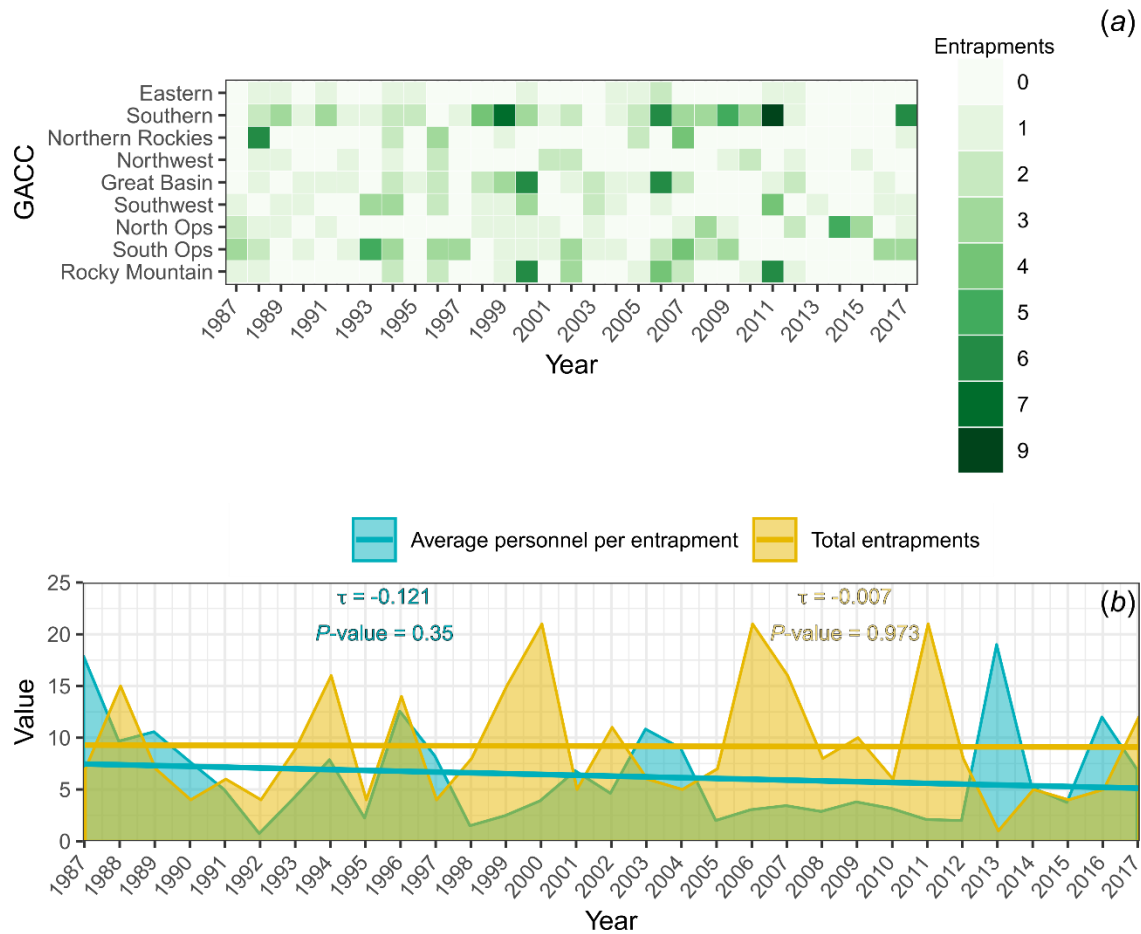 (a)
Entrapments
0
1
2
3
4
5
6
7
9
GACC
Eastern
Southern
Northern Rockies
Northwest
Great Basin
Southwest
North Ops
South Ops
Rocky Mountain
1987 1989 1991 1993 1995 1997 1999 2001 2003 2005 2007 2009 2011 2013 2015 2017
Year
Average personnel per entrapment Total entrapments
(b)
τ = -0.121 τ = -0.007
P-value = 0.35 P-value = 0.973
Value
25
20
15
10
5
0
1987 1988 1989 1990 1991 1992 1993 1994 1995 1996 1997 1998 1999 2000 2001 2002 2003 2004 2005 2006 2007 2008 2009 2010 2011 2012 2013 2014 2015 2016 2017
Year